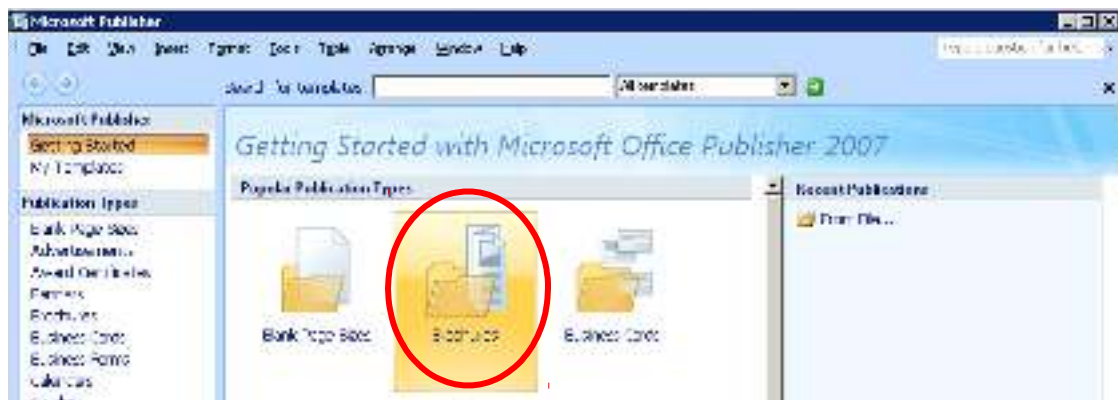 Microsoft Publisher
File Edit View Insert Format Tools Table Arrange Window Help
Search for templates All templates
Microsoft Publisher
Getting Started
My Templates
Getting Started with Microsoft Office Publisher 2007
Popular Publication Types
Recent Publications
From File...
Publication Types
Blank Page Sizes
Advertisements
Award Certificates
Banners
Brochures
Business Cards
Business Forms
Calendars
Blank Page Sizes
Brochures
Business Cards